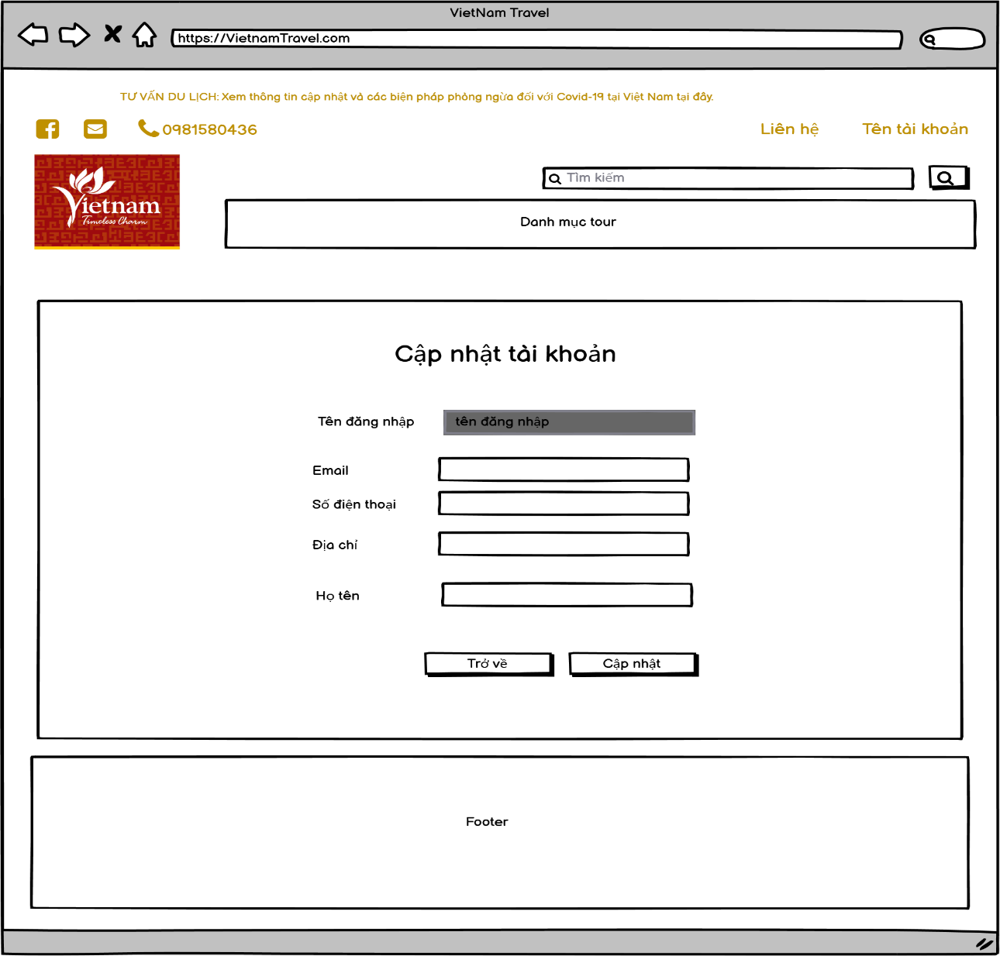 VietNam Travel
https://VietnamTravel.com
TƯ VẤN DU LỊCH: Xem thông tin cập nhật và các biện pháp phòng ngừa đối với Covid-19 tại Việt Nam tại đây.
0981580436
Liên hệ
Tên tài khoản
Vietnam
Timeless Charm
Tìm kiếm
Danh mục tour
Cập nhật tài khoản
Tên đăng nhập
tên đăng nhập
Email
Số điện thoại
Địa chỉ
Họ tên
Trở về
Cập nhật
Footer